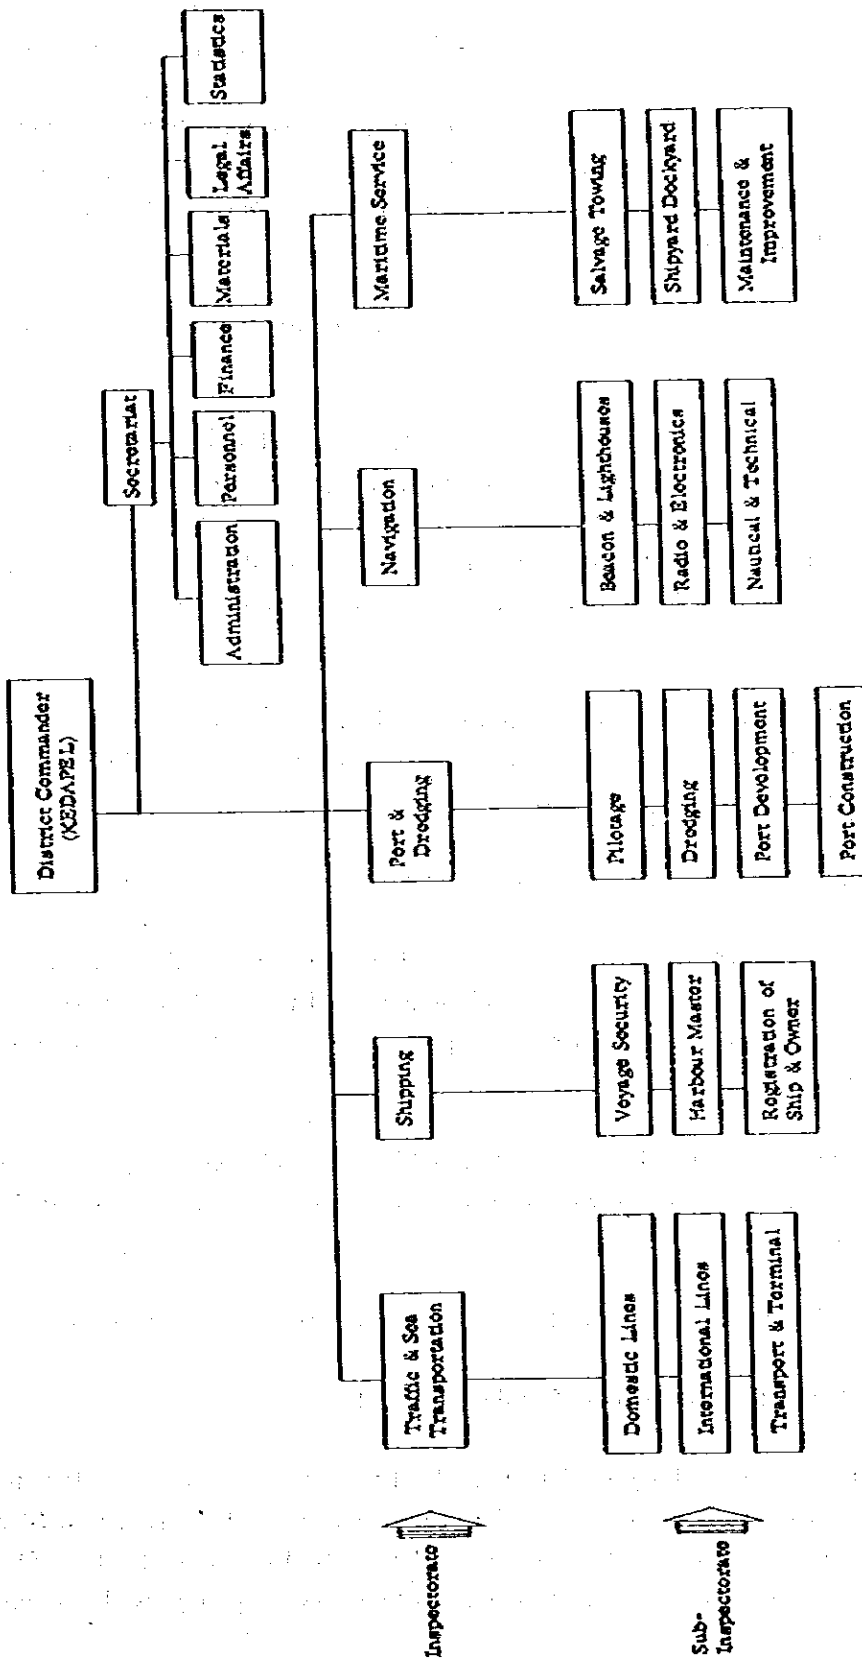 District Commander
(KEDAPEL)
Secretariat
Administration
Personnel
Finance
Materials
Legal
Affairs
Statistics
Inspectorate
Traffic & Sea
Transportation
Shipping
Port &
Dredging
Navigation
Maritime Service
Sub-
Inspectorate
Domestic Lines
International Lines
Transport & Terminal
Voyage Security
Harbour Master
Registration of
Ship & Owner
Pilotage
Dredging
Port Development
Port Construction
Beacon & Lighthouses
Radio & Electronics
Nautical & Technical
Salvage Towing
Shipyard Dockyard
Maintenance &
Improvement